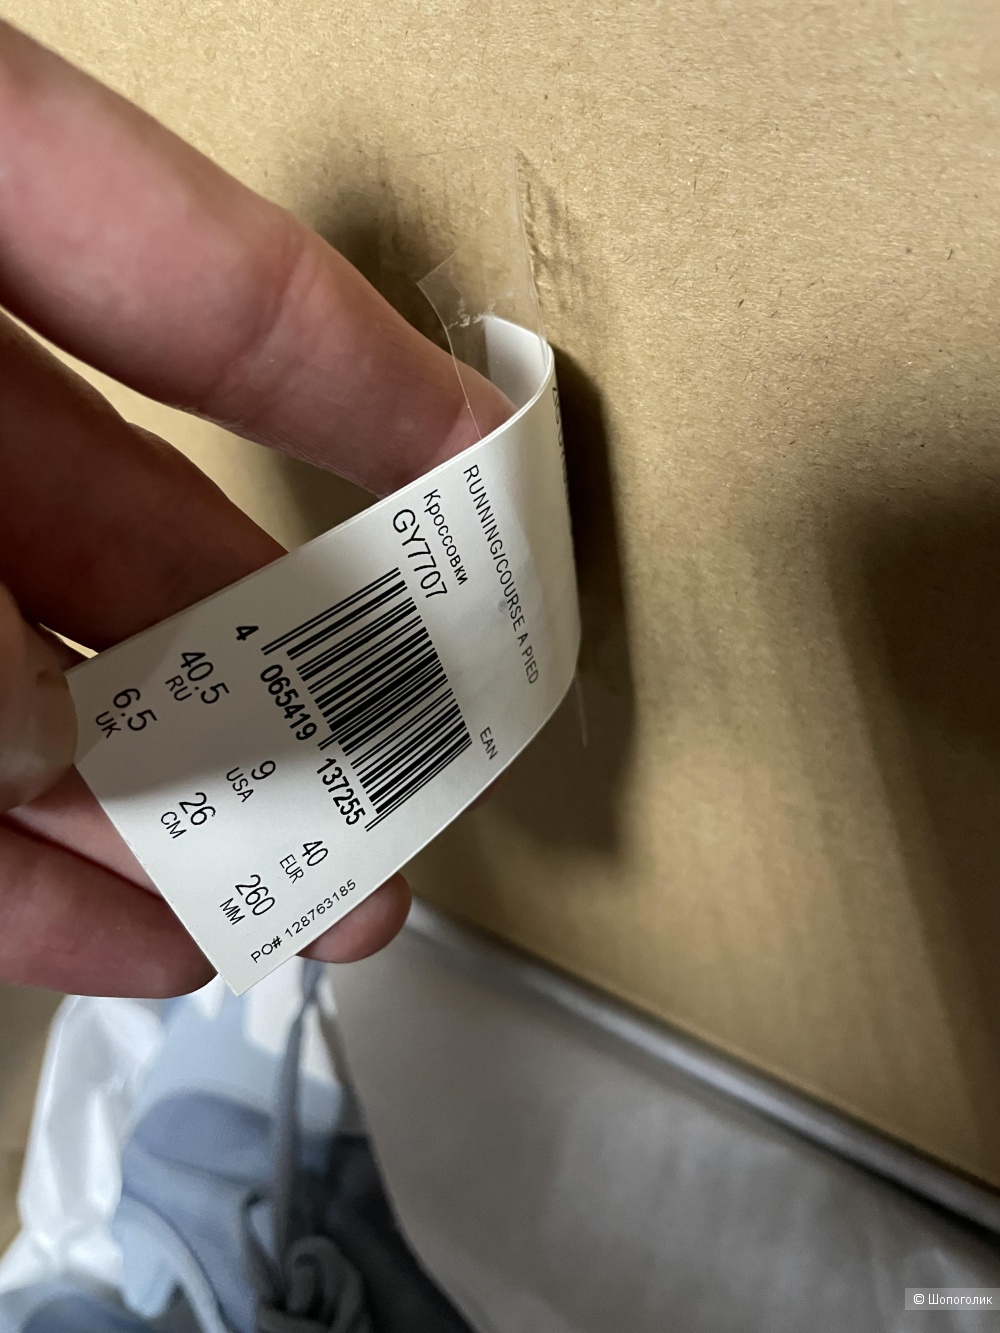 RUNNING/COURSE A PIED
Кроссовки
GY7707
EAN
4 065419 137255
40.5 9 40
RU USA EUR
6.5 26 260
UK CM MM
PO# 128763185
© Шопоголик